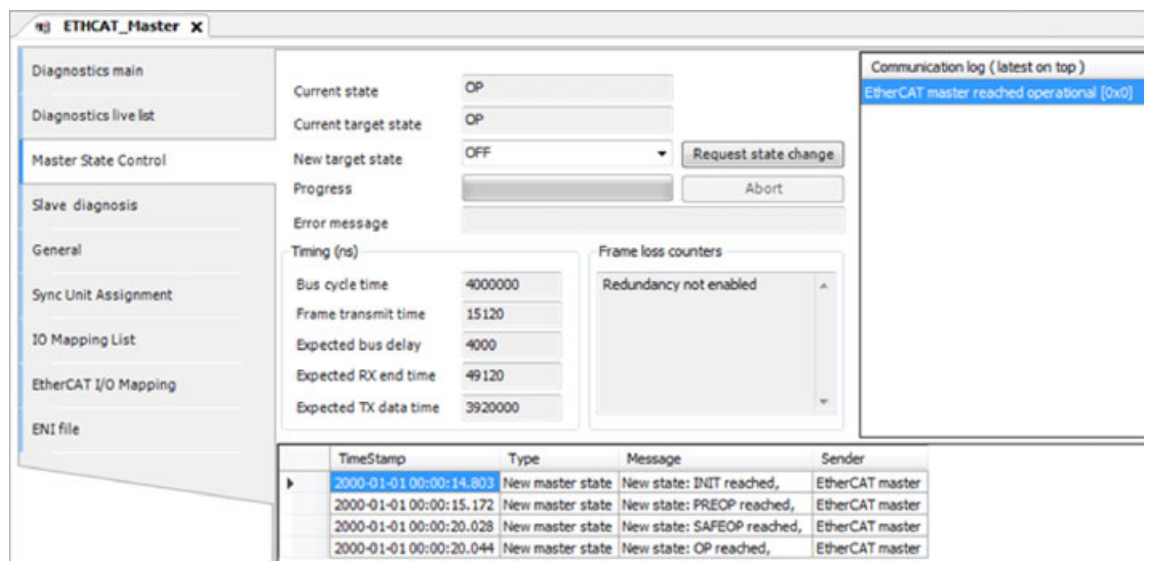 ETHCAT_Master X
Diagnostics main
Diagnostics live list
Master State Control
Slave diagnosis
General
Sync Unit Assignment
IO Mapping List
EtherCAT I/O Mapping
ENI file
Current state OP
Current target state OP
New target state OFF Request state change
Progress Abort
Error message
Timing (ns)
Bus cycle time 4000000
Frame transmit time 15120
Expected bus delay 4000
Expected RX end time 49120
Expected TX data time 3920000
Frame loss counters
Redundancy not enabled
Communication log ( latest on top )
EtherCAT master reached operational [0x0]
TimeStamp Type Message Sender
2000-01-01 00:00:14.803 New master state New state: INIT reached, EtherCAT master
2000-01-01 00:00:15.172 New master state New state: PREOP reached, EtherCAT master
2000-01-01 00:00:20.028 New master state New state: SAFEOP reached, EtherCAT master
2000-01-01 00:00:20.044 New master state New state: OP reached, EtherCAT master